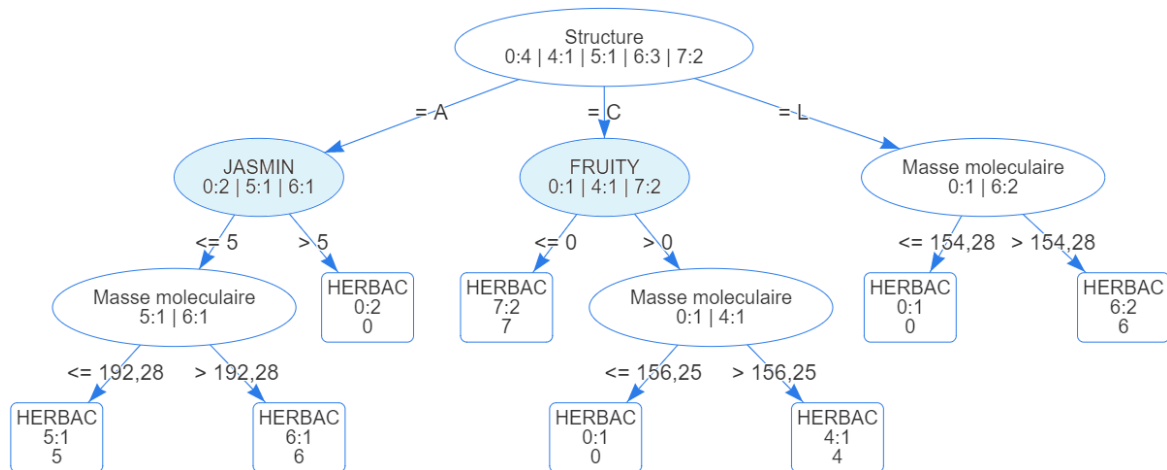 Structure
0:4 | 4:1 | 5:1 | 6:3 | 7:2
= A
= C
= L
JASMIN
0:2 | 5:1 | 6:1
FRUITY
0:1 | 4:1 | 7:2
Masse moleculaire
0:1 | 6:2
<= 5
> 5
<= 0
> 0
<= 154,28
> 154,28
Masse moleculaire
5:1 | 6:1
HERBAC
0:2
0
HERBAC
7:2
7
Masse moleculaire
0:1 | 4:1
HERBAC
0:1
0
HERBAC
6:2
6
<= 192,28
> 192,28
<= 156,25
> 156,25
HERBAC
5:1
5
HERBAC
6:1
6
HERBAC
0:1
0
HERBAC
4:1
4